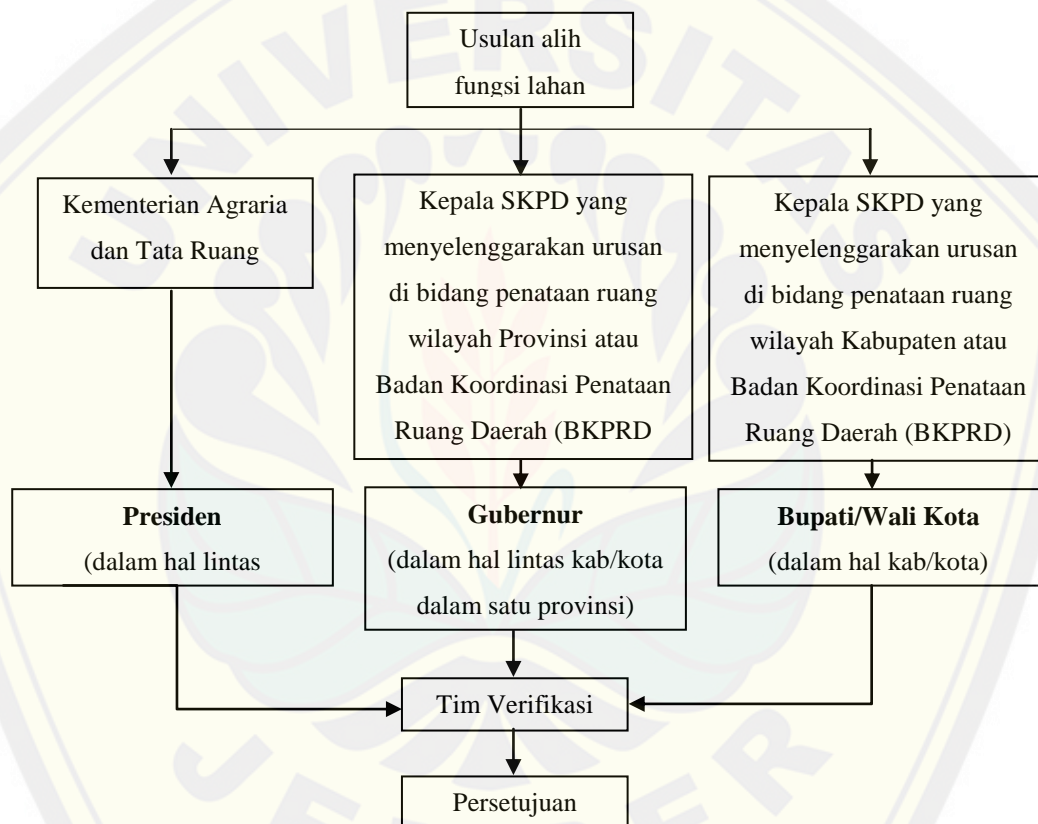 Usulan alih
fungsi lahan
Kementerian Agraria
dan Tata Ruang
Kepala SKPD yang
menyelenggarakan urusan
di bidang penataan ruang
wilayah Provinsi atau
Badan Koordinasi Penataan
Ruang Daerah (BKPRD
Kepala SKPD yang
menyelenggarakan urusan
di bidang penataan ruang
wilayah Kabupaten atau
Badan Koordinasi Penataan
Ruang Daerah (BKPRD)
Presiden
(dalam hal lintas
Gubernur
(dalam hal lintas kab/kota
dalam satu provinsi)
Bupati/Wali Kota
(dalam hal kab/kota)
Tim Verifikasi
Persetujuan
UNIVERSITAS
JEMBER